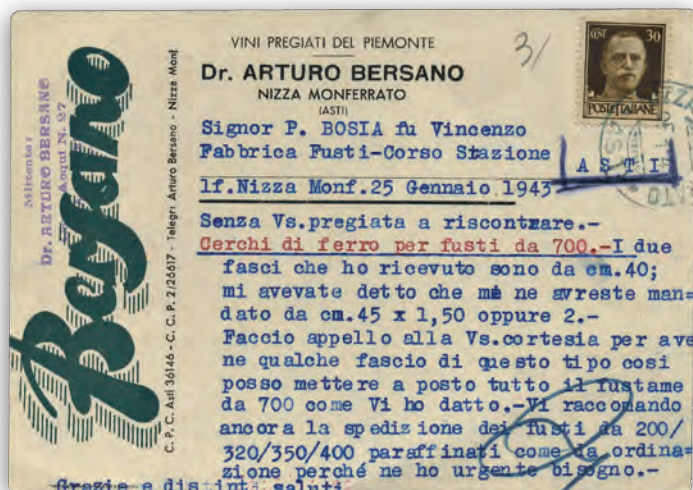 VINI PREGIATI DEL PIEMONTE
Dr. ARTURO BERSANO
NIZZA MONFERRATO
(ASTI)
3/
CENT. 30
POSTE ITALIANE
Bersano
Mittente:
Dr. ARTURO BERSANO
Acqui N. 27
C. P. C. Asti 36146 - C. C. P. 2/26617 - Telegr: Arturo Bersano - Nizza Monf.
Signor P. BOSIA fu Vincenzo
Fabbrica Fusti-Corso Stazione
A S T I
lf.Nizza Monf.25 Gennaio 1943
Senza Vs.pregiata a riscontrare.-
Cerchi di ferro per fusti da 700.-I due
fasci che ho ricevuto sono da cm.40;
mi avevate detto che me ne avreste man=
dato da cm.45 x 1,50 oppure 2.-
Faccio appello alla Vs.cortesia per ave
ne qualche fascio di questo tipo cosi
posso mettere a posto tutto il fustame
da 700 come Vi ho datto.-Vi raccomando
ancora la spedizione dei fusti da 200/
320/350/400 paraffinati come da ordina=
zione perché ne ho urgente bisogno.-
Grazie e distinti saluti